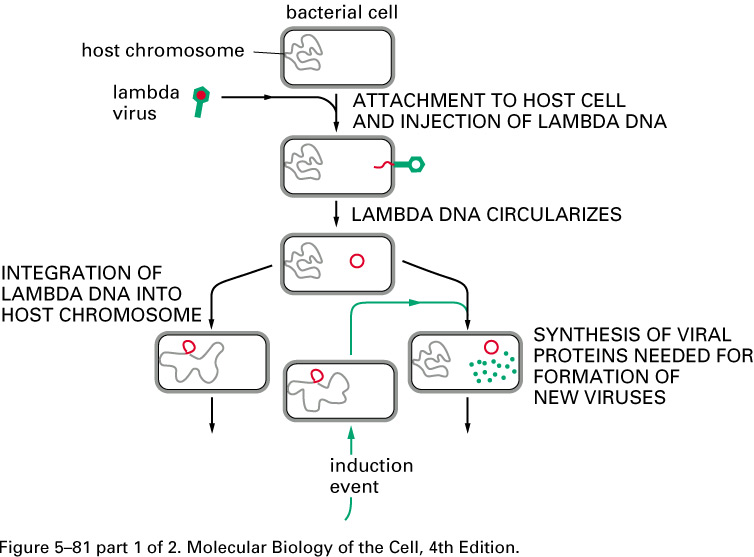 bacterial cell
host chromosome
lambda
virus
ATTACHMENT TO HOST CELL
AND INJECTION OF LAMBDA DNA
LAMBDA DNA CIRCULARIZES
INTEGRATION OF
LAMBDA DNA INTO
HOST CHROMOSOME
SYNTHESIS OF VIRAL
PROTEINS NEEDED FOR
FORMATION OF
NEW VIRUSES
induction
event
Figure 5–81 part 1 of 2. Molecular Biology of the Cell, 4th Edition.